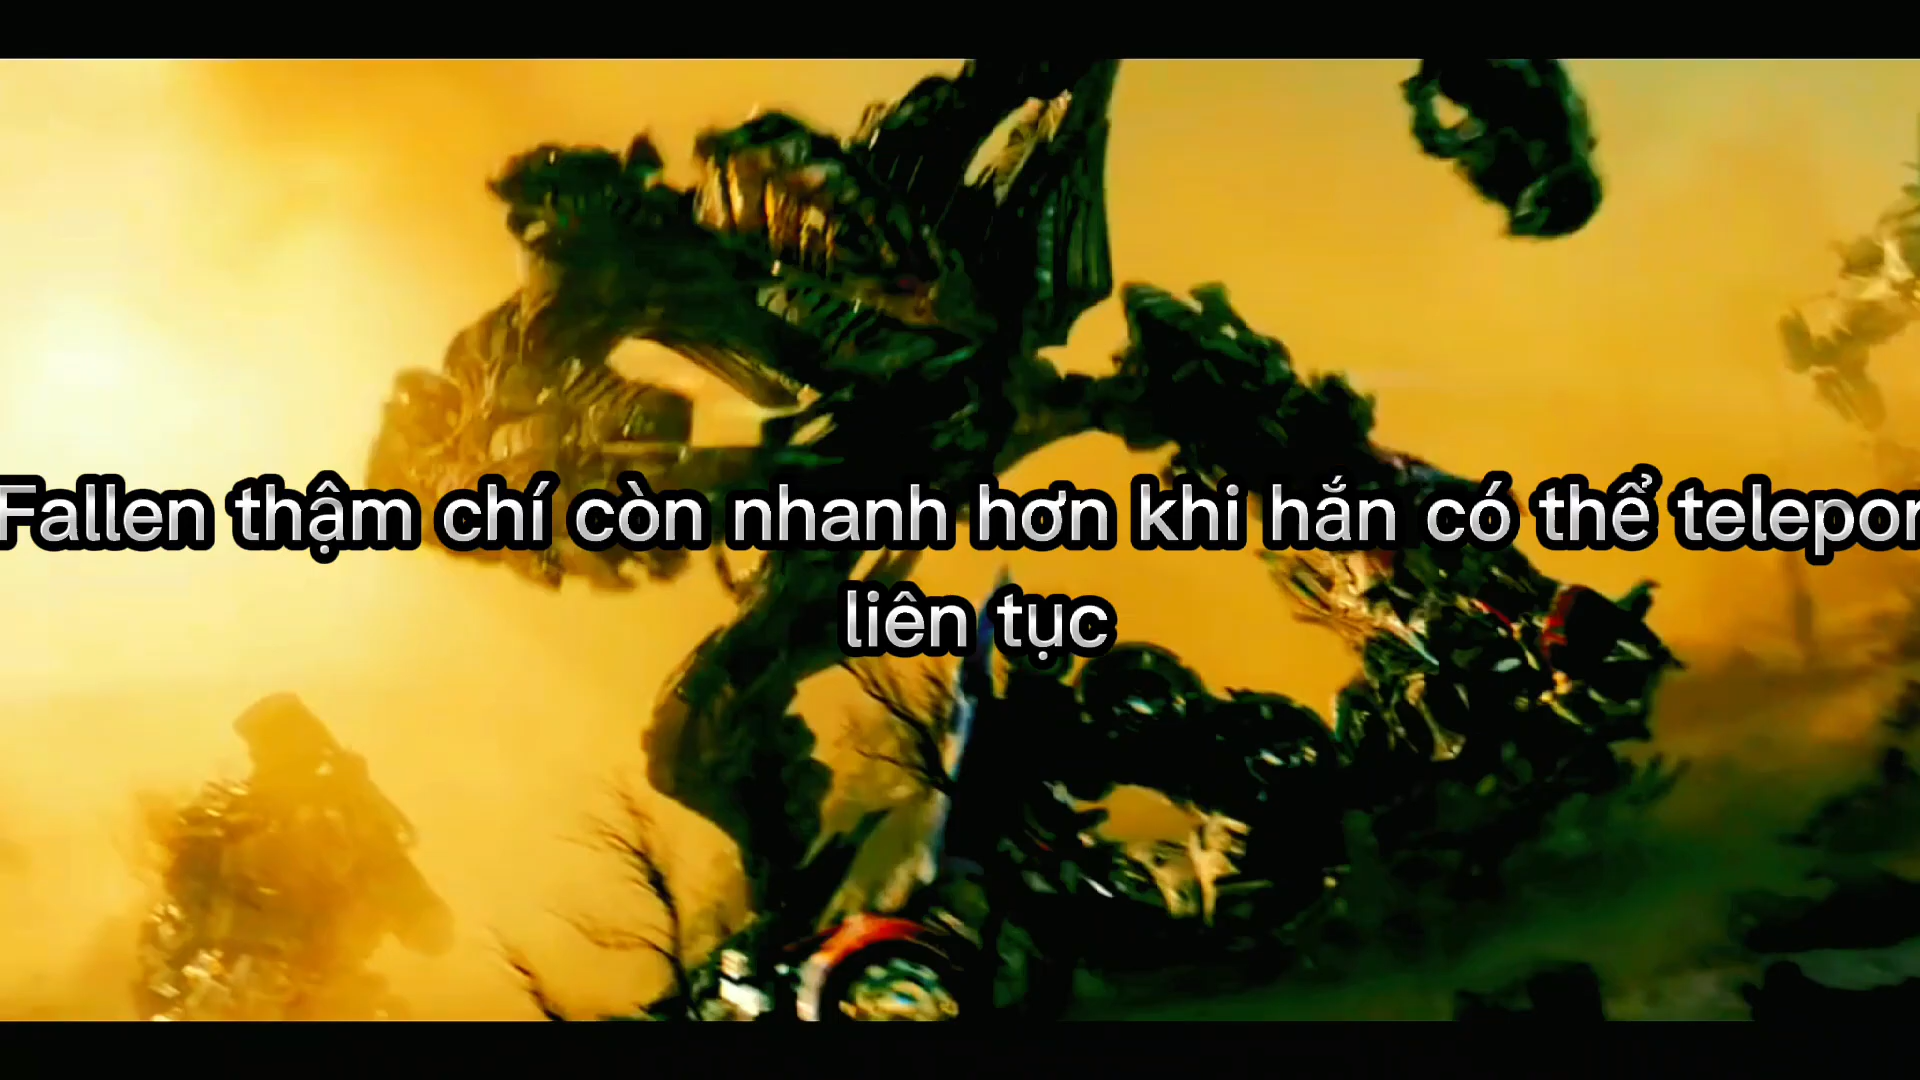 Fallen thậm chí còn nhanh hơn khi hắn có thể telepor
liên tục